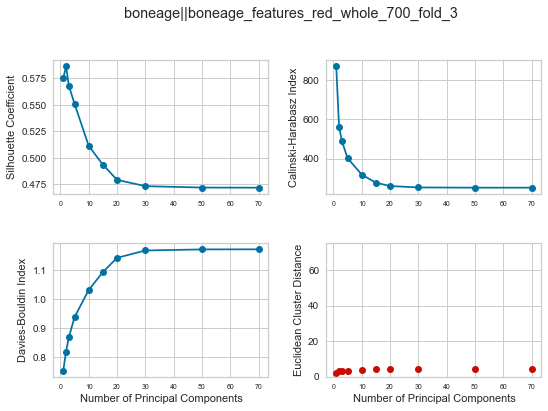 boneage||boneage_features_red_whole_700_fold_3
Silhouette Coefficient
0.575
0.550
0.525
0.500
0.475
0 10 20 30 40 50 60 70
Calinski-Harabasz Index
800
600
400
0 10 20 30 40 50 60 70
Davies-Bouldin Index
1.1
1.0
0.9
0.8
0 10 20 30 40 50 60 70
Number of Principal Components
Euclidean Cluster Distance
60
40
20
0
0 10 20 30 40 50 60 70
Number of Principal Components